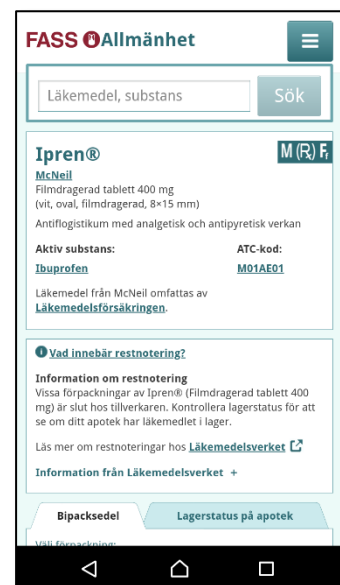 FASS Allmänhet
Läkemedel, substans
Sök
Ipren®
M (Rx) Ff
McNeil
Filmdragerad tablett 400 mg
(vit, oval, filmdragerad, 8×15 mm)
Antiflogistikum med analgetisk och antipyretisk verkan
Aktiv substans: ATC-kod:
Ibuprofen M01AE01
Läkemedel från McNeil omfattas av
Läkemedelsförsäkringen.
Vad innebär restnotering?
Information om restnotering
Vissa förpackningar av Ipren® (Filmdragerad tablett 400
mg) är slut hos tillverkaren. Kontrollera lagerstatus för att
se om ditt apotek har läkemedlet i lager.
Läs mer om restnoteringar hos Läkemedelsverket
Information från Läkemedelsverket +
Bipacksedel Lagerstatus på apotek
Välj förpackning: